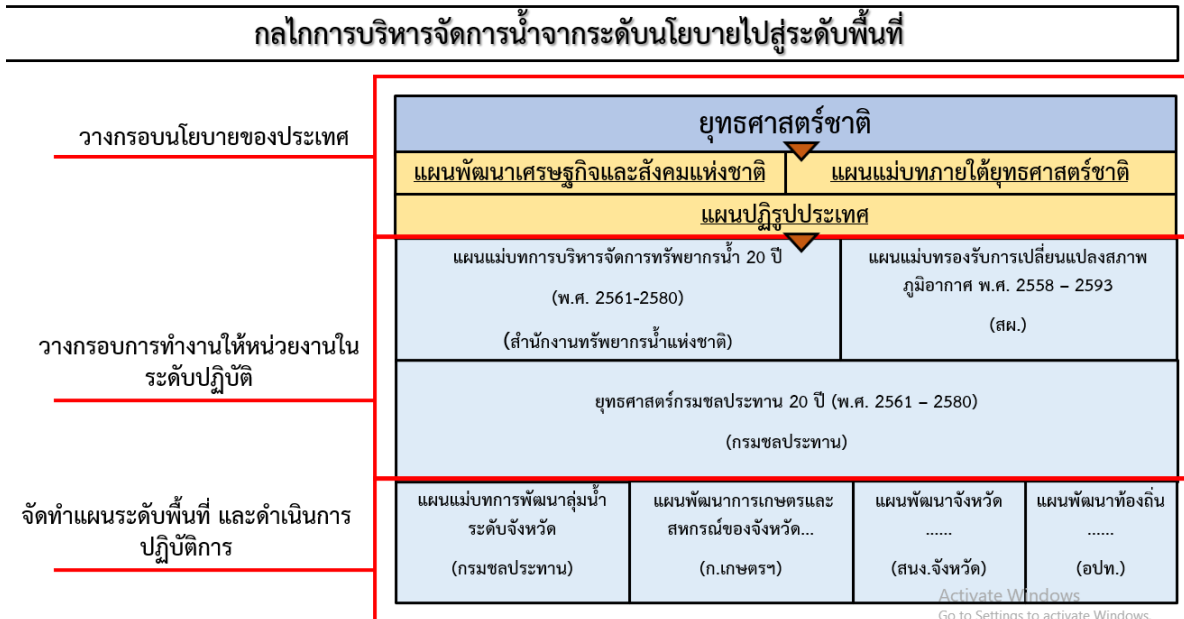 กลไกการบริหารจัดการน้ำจากระดับนโยบายไปสู่ระดับพื้นที่
วางกรอบนโยบายของประเทศ
ยุทธศาสตร์ชาติ
แผนพัฒนาเศรษฐกิจและสังคมแห่งชาติ
แผนแม่บทภายใต้ยุทธศาสตร์ชาติ
แผนปฏิรูปประเทศ
วางกรอบการทำงานให้หน่วยงานใน
ระดับปฏิบัติ
แผนแม่บทการบริหารจัดการทรัพยากรน้ำ 20 ปี
(พ.ศ. 2561-2580)
(สำนักงานทรัพยากรน้ำแห่งชาติ)
แผนแม่บทรองรับการเปลี่ยนแปลงสภาพ
ภูมิอากาศ พ.ศ. 2558 – 2593
(สผ.)
ยุทธศาสตร์กรมชลประทาน 20 ปี (พ.ศ. 2561 – 2580)
(กรมชลประทาน)
จัดทำแผนระดับพื้นที่ และดำเนินการ
ปฏิบัติการ
แผนแม่บทการพัฒนาลุ่มน้ำ
ระดับจังหวัด
(กรมชลประทาน)
แผนพัฒนาการเกษตรและ
สหกรณ์ของจังหวัด...
(ก.เกษตรฯ)
แผนพัฒนาจังหวัด
......
(สนง.จังหวัด)
แผนพัฒนาท้องถิ่น
......
(อปท.)
Activate Windows
Go to Settings to activate Windows.